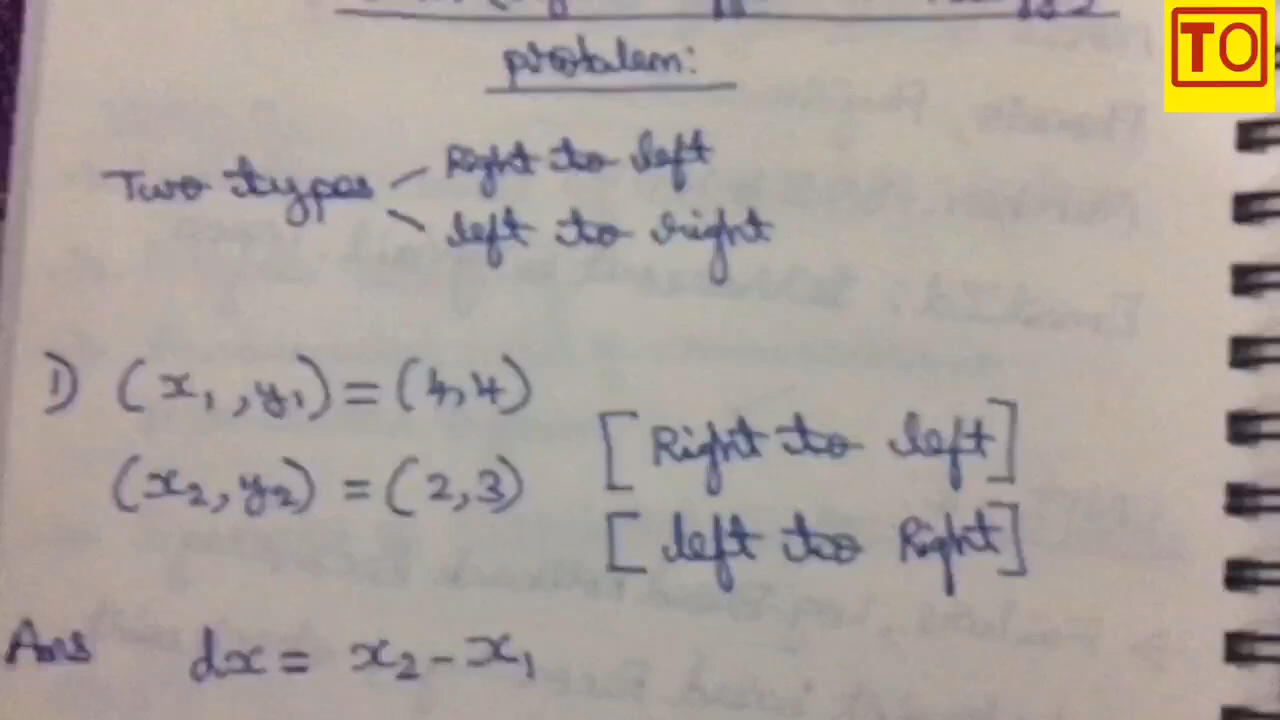 TO
problem:
Two types
Right to left
left to right
1) (x₁, y₁) = (4,4)
(x₂, y₂) = (2,3)
[Right to left]
[left to Right]
Ans dx = x₂ - x₁